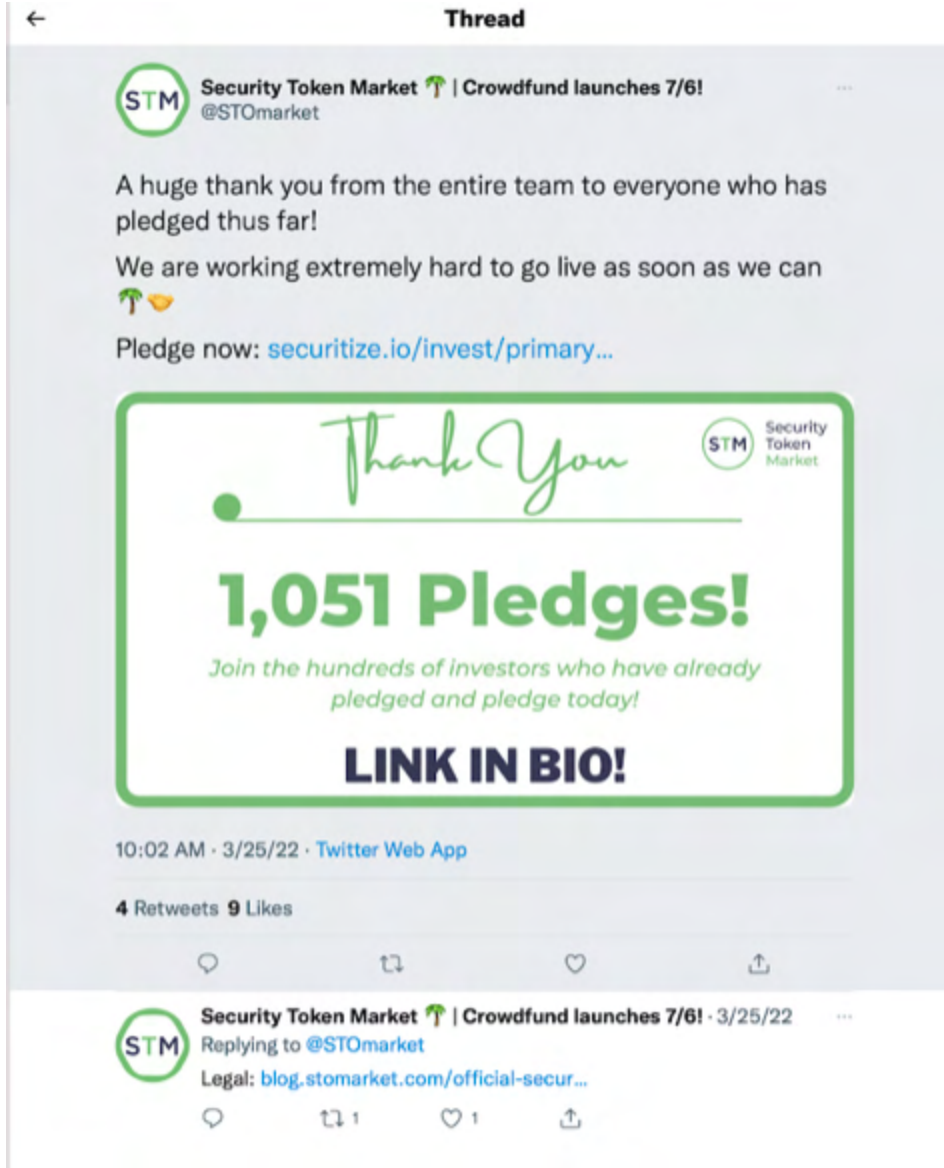 Thread
STM
Security Token Market 🌴 | Crowdfund launches 7/6!
@STOmarket
A huge thank you from the entire team to everyone who has
pledged thus far!
We are working extremely hard to go live as soon as we can
🌴🤝
Pledge now: securitize.io/invest/primary...
Thank You
STM
Security
Token
Market
1,051 Pledges!
Join the hundreds of investors who have already
pledged and pledge today!
LINK IN BIO!
10:02 AM · 3/25/22 · Twitter Web App
4 Retweets 9 Likes
STM
Security Token Market 🌴 | Crowdfund launches 7/6! · 3/25/22
Replying to @STOmarket
Legal: blog.stomarket.com/official-secur...
1 1